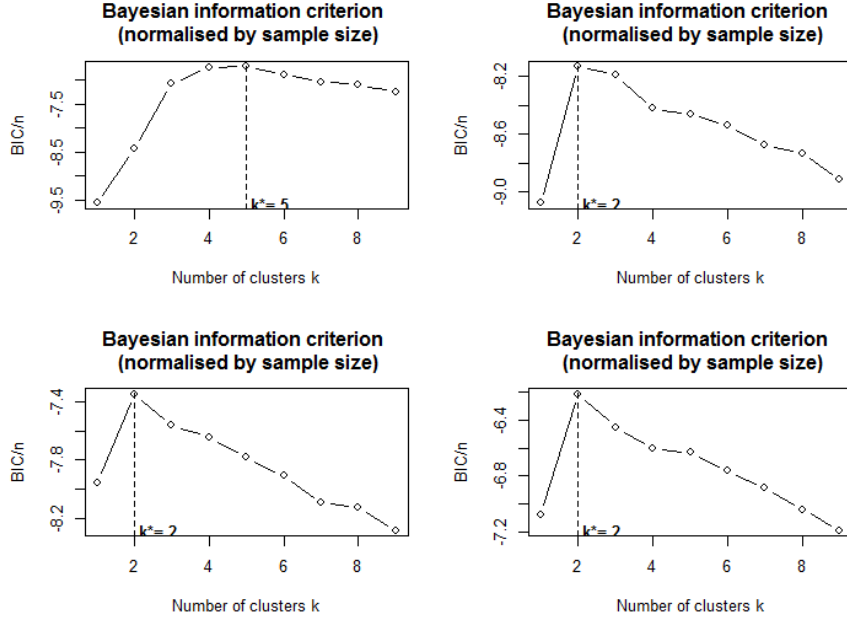 Bayesian information criterion
(normalised by sample size)
BIC/n
-7.5
-8.5
-9.5
k*= 5
2 4 6 8
Number of clusters k
Bayesian information criterion
(normalised by sample size)
BIC/n
-8.2
-8.6
-9.0
k*= 2
2 4 6 8
Number of clusters k
Bayesian information criterion
(normalised by sample size)
BIC/n
-7.4
-7.8
-8.2
k*= 2
2 4 6 8
Number of clusters k
Bayesian information criterion
(normalised by sample size)
BIC/n
-6.4
-6.8
-7.2
k*= 2
2 4 6 8
Number of clusters k